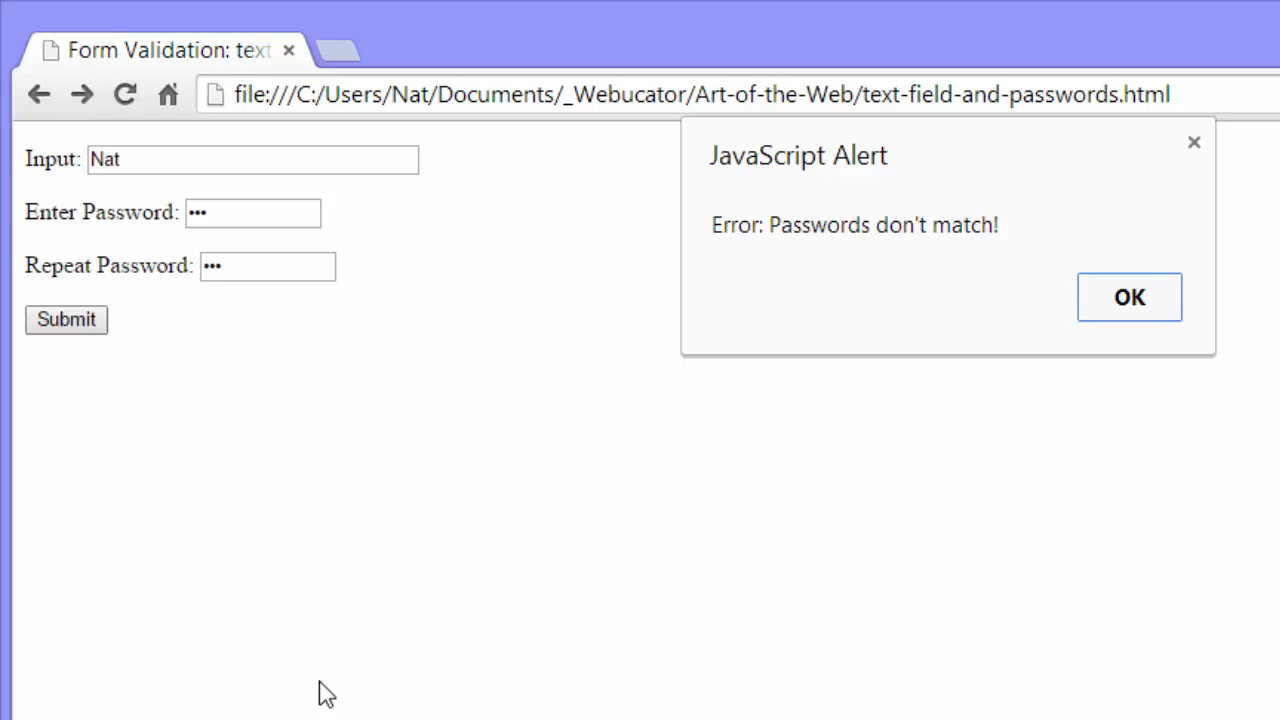 Form Validation: text
file:///C:/Users/Nat/Documents/_Webucator/Art-of-the-Web/text-field-and-passwords.html
Input: Nat
Enter Password: •••
Repeat Password: •••
Submit
JavaScript Alert
Error: Passwords don't match!
OK